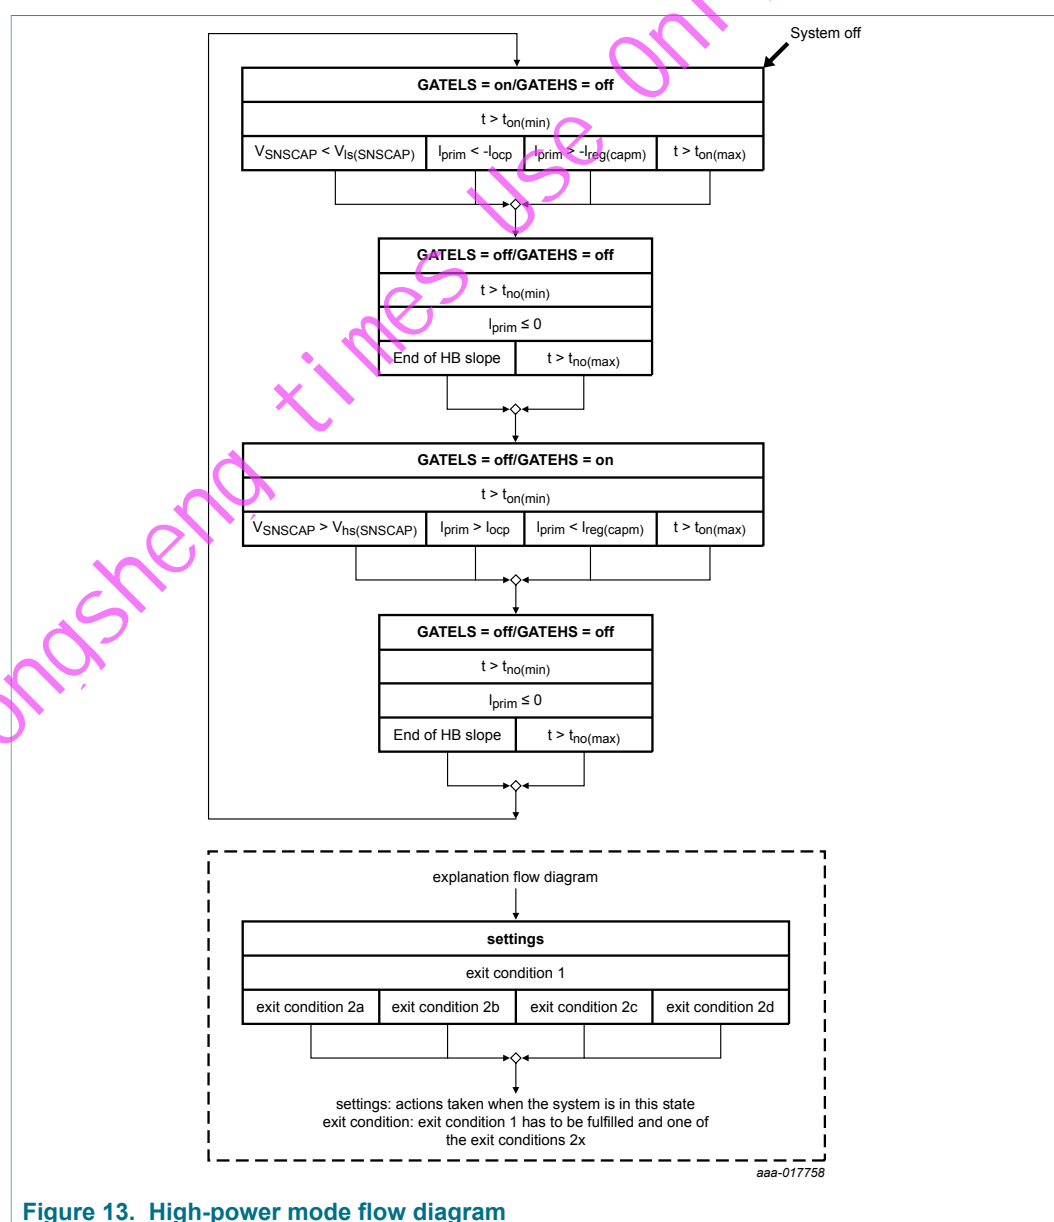 System off
GATELS = on/GATEHS = off
t > ton(min)
VSNSCAP < Vls(SNSCAP) Iprim < -Iocp Iprim > -Ireg(capm) t > ton(max)
GATELS = off/GATEHS = off
t > tno(min)
Iprim ≤ 0
End of HB slope t > tno(max)
GATELS = off/GATEHS = on
t > ton(min)
VSNSCAP > Vhs(SNSCAP) Iprim > Iocp Iprim < Ireg(capm) t > ton(max)
GATELS = off/GATEHS = off
t > tno(min)
Iprim ≤ 0
End of HB slope t > tno(max)
explanation flow diagram
settings
exit condition 1
exit condition 2a exit condition 2b exit condition 2c exit condition 2d
settings: actions taken when the system is in this state
exit condition: exit condition 1 has to be fulfilled and one of
the exit conditions 2x
aaa-017758
Figure 13. High-power mode flow diagram
ongsheng times use on